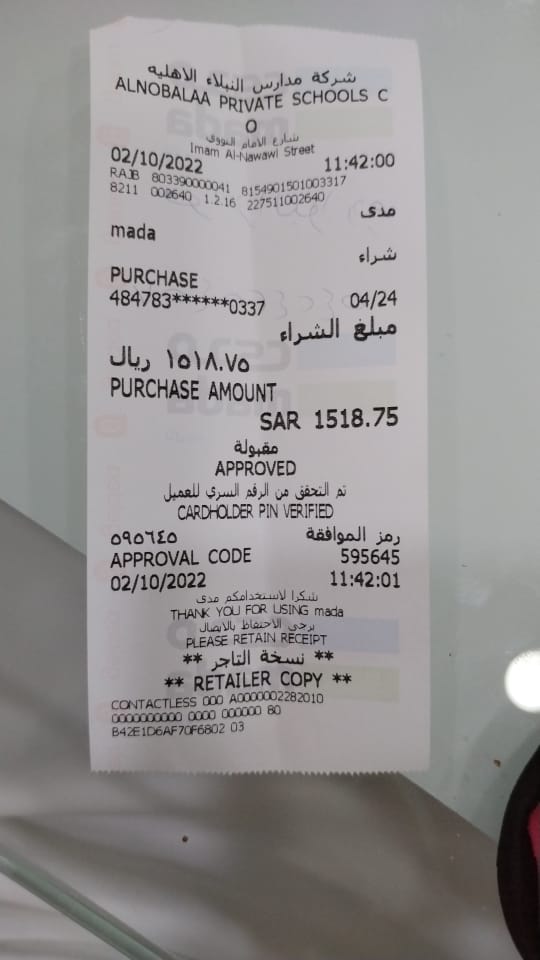 شركة مدارس النبلاء الاهليه
ALNOBALAA PRIVATE SCHOOLS C
O
شارع الامام النووي
Imam Al-Nawawi Street
02/10/2022 11:42:00
RAJB 803390000041 8154901501003317
8211 002640 1.2.16 227511002640
مدى
mada
شراء
PURCHASE
484783******0337 04/24
مبلغ الشراء
١٥١٨.٧٥ ريال
PURCHASE AMOUNT
SAR 1518.75
مقبولة
APPROVED
تم التحقق من الرقم السري للعميل
CARDHOLDER PIN VERIFIED
رمز الموافقة ٥٩٥٦٤٥
APPROVAL CODE 595645
02/10/2022 11:42:01
شكرا لاستخدامكم مدى
THANK YOU FOR USING mada
يرجى الاحتفاظ بالايصال
PLEASE RETAIN RECEIPT
** نسخة التاجر **
** RETAILER COPY **
CONTACTLESS 000 A0000002282010
0000000000 0000 000000 80
B42E1D6AF70F6802 03